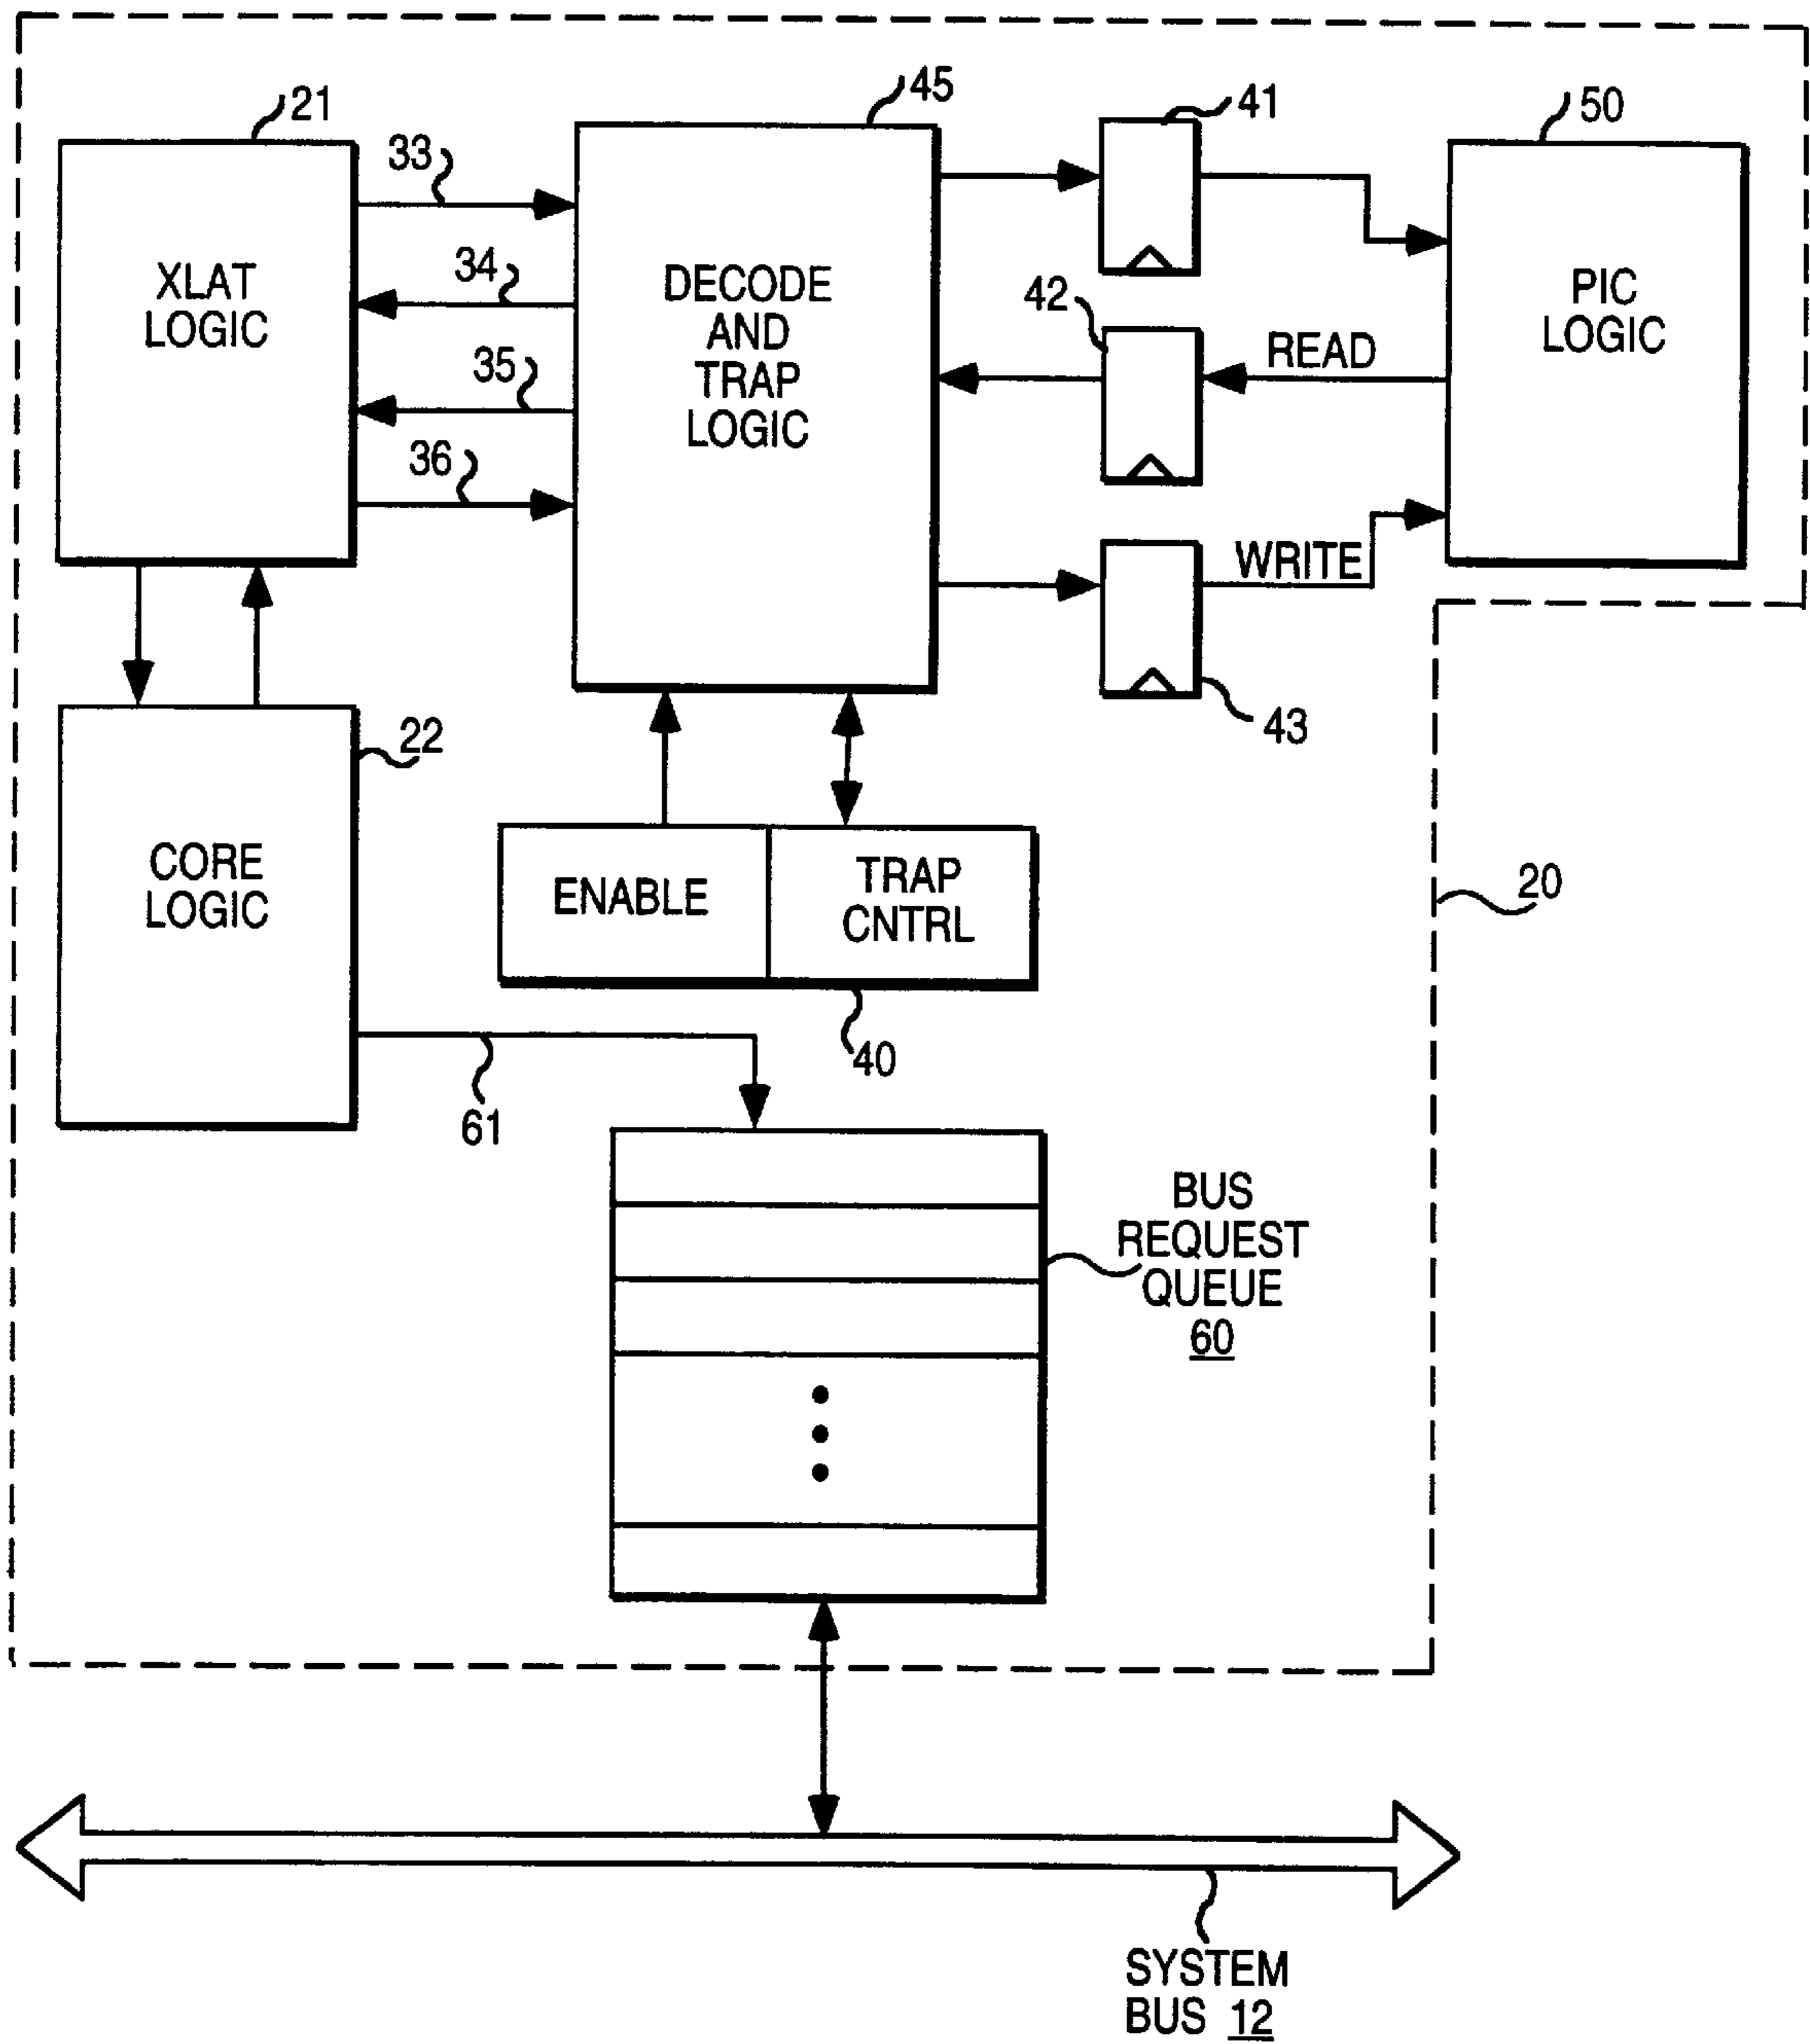 21
45
41
50
33
XLAT
LOGIC
34
35
36
DECODE
AND
TRAP
LOGIC
42
READ
PIC
LOGIC
WRITE
43
22
CORE
LOGIC
ENABLE
TRAP
CNTRL
20
40
61
BUS
REQUEST
QUEUE
60
SYSTEM
BUS 12